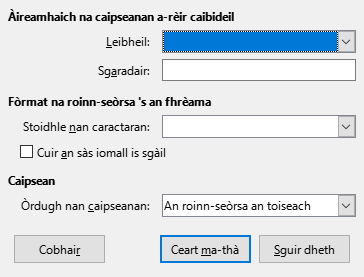 Àireamhaich na caipseanan a-rèir caibideil
Leibheil:
Sgaradair:
Fòrmat na roinn-seòrsa 's an fhrèama
Stoidhle nan caractaran:
Cuir an sàs iomall is sgàil
Caipsean
Òrdugh nan caipseanan: An roinn-seòrsa an toiseach
Cobhair Ceart ma-thà Sguir dheth